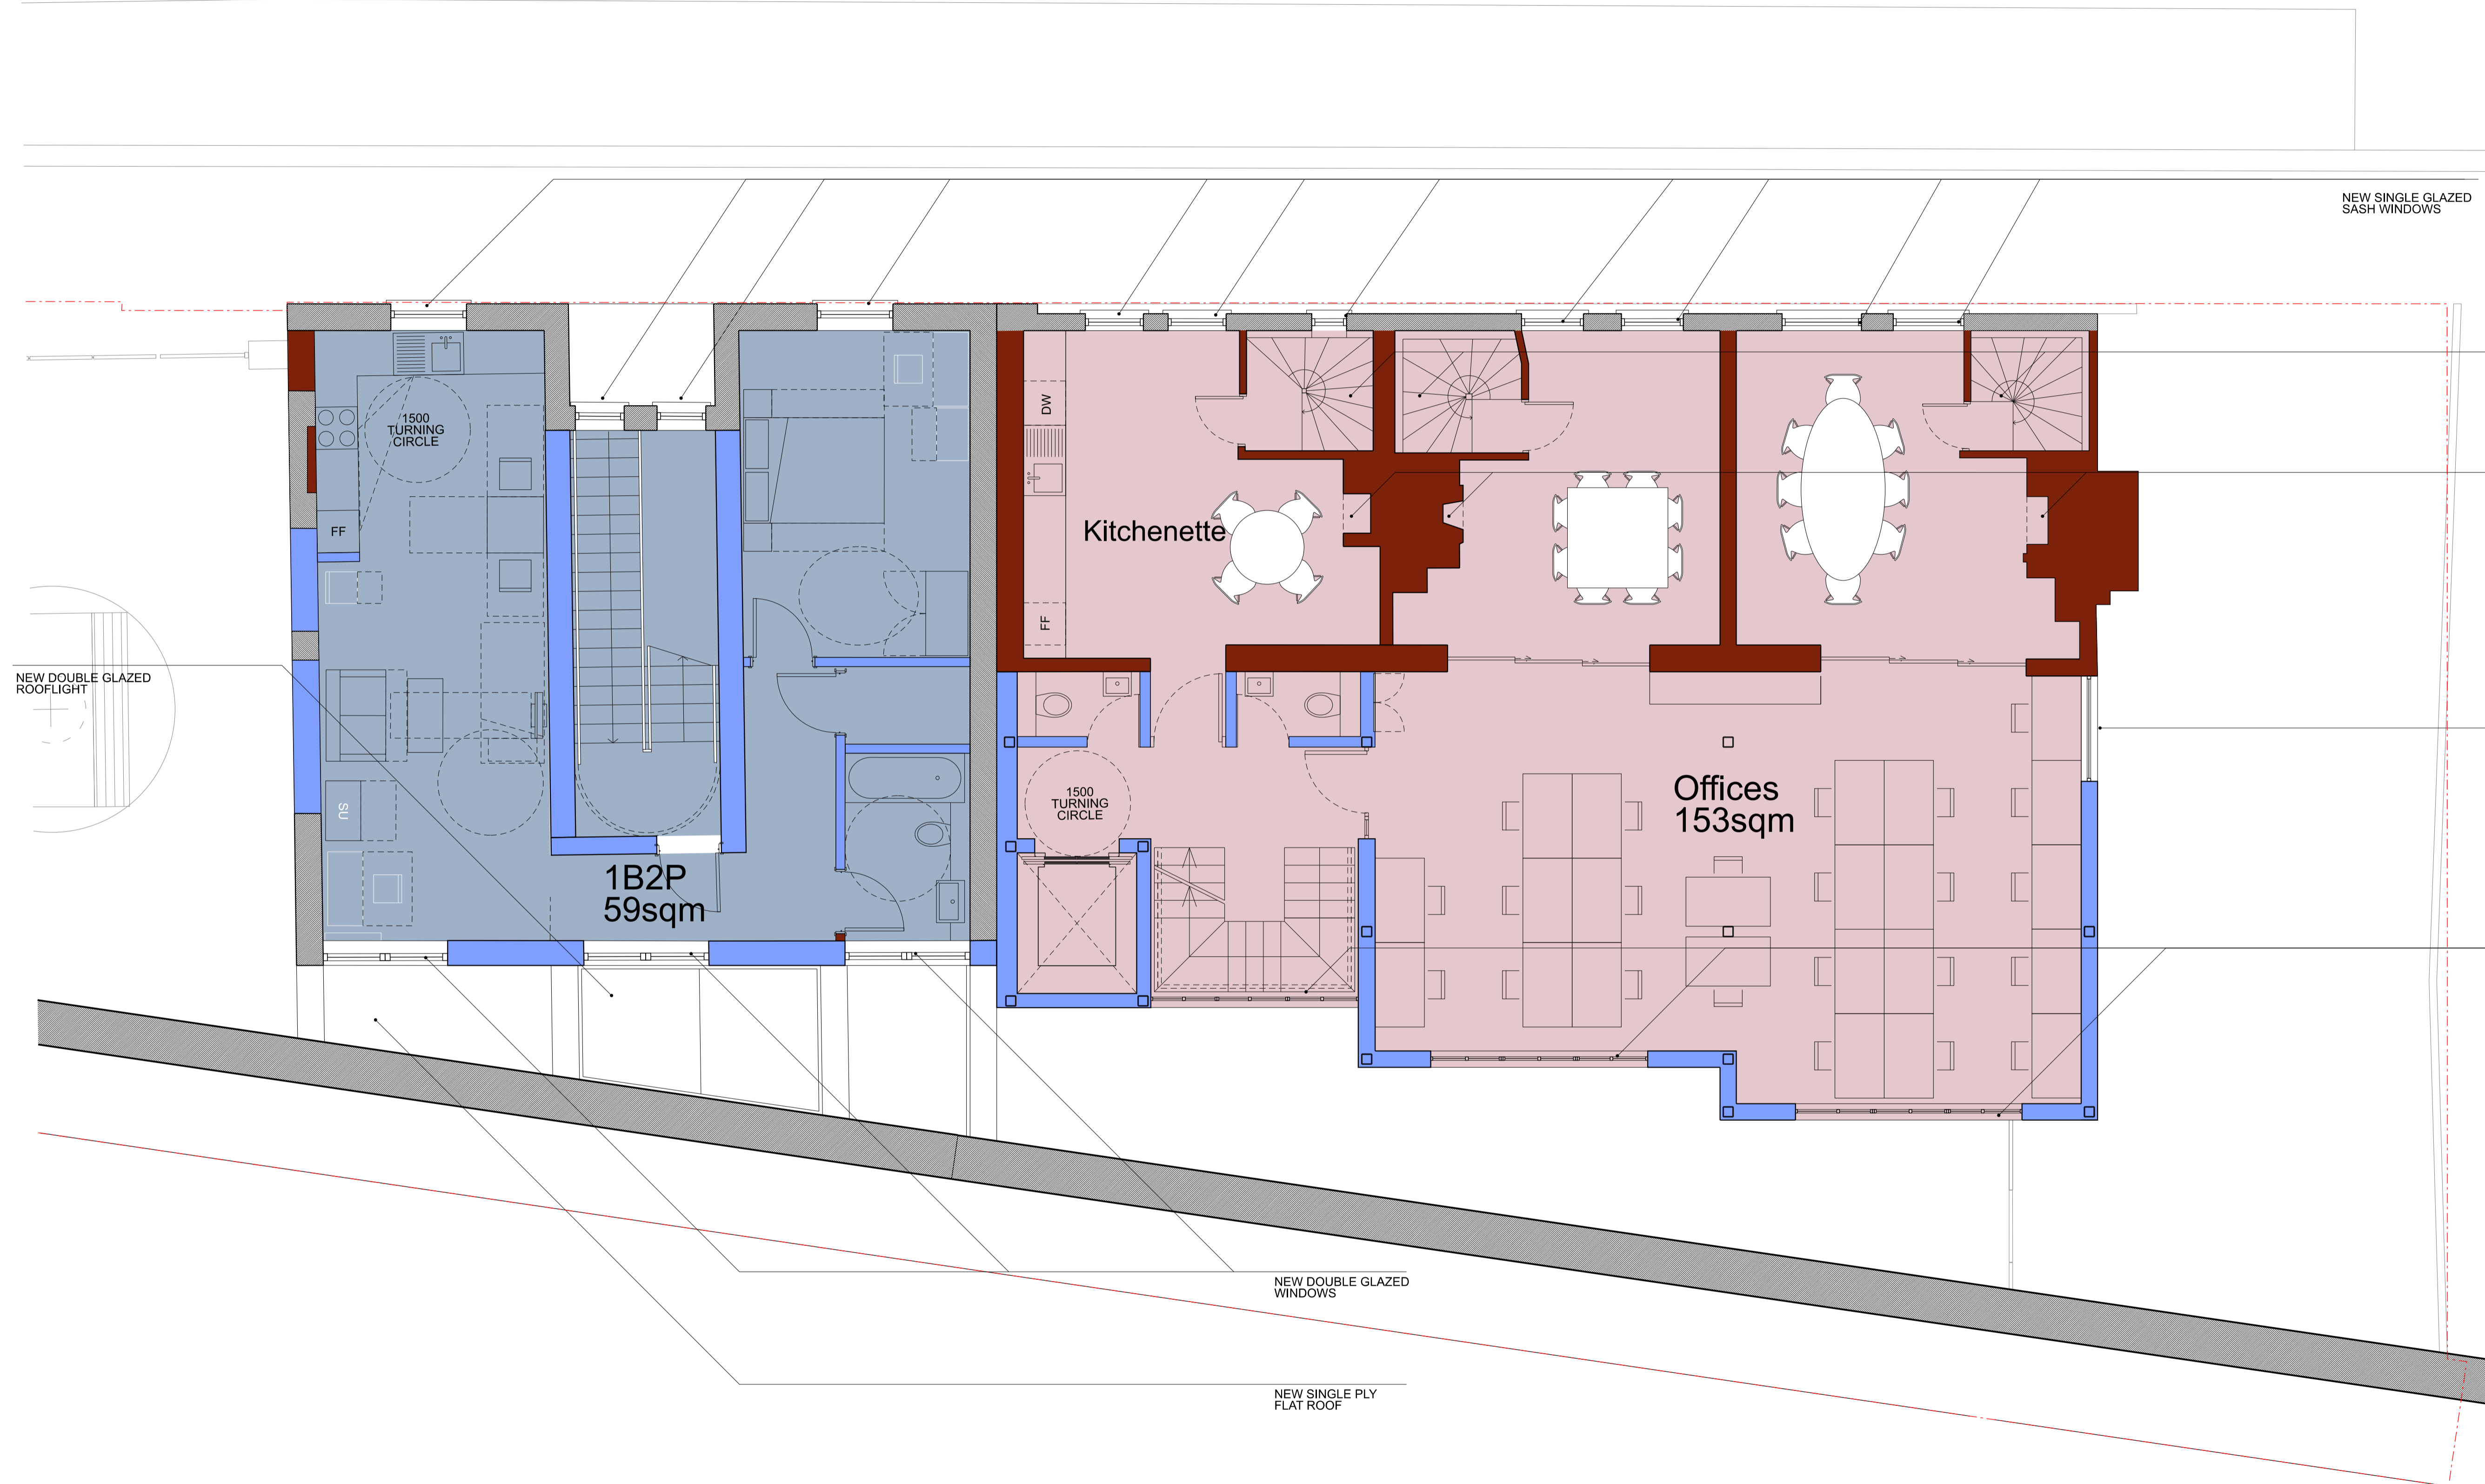 NEW SINGLE GLAZED
SASH WINDOWS
1500
TURNING
CIRCLE
DW
FF
Kitchenette
FF
NEW DOUBLE GLAZED
ROOFLIGHT
SU
1500
TURNING
CIRCLE
Offices
153sqm
1B2P
59sqm
NEW DOUBLE GLAZED
WINDOWS
NEW SINGLE PLY
FLAT ROOF